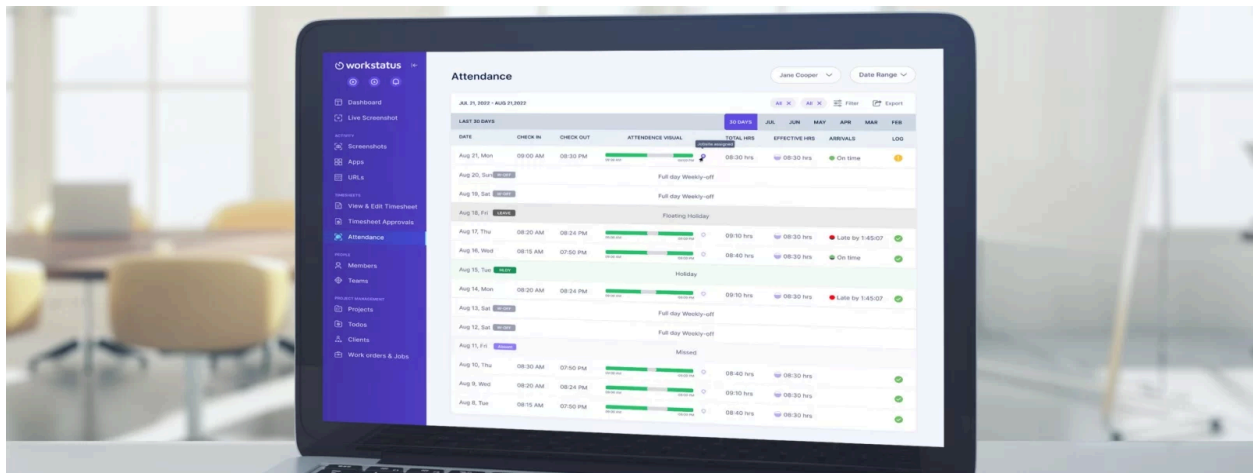 workstatus
Dashboard
Live Screenshot
ACTIVITY
Screenshots
Apps
URLs
TIMESHEETS
View & Edit Timesheet
Timesheet Approvals
Attendance
Members
Teams
PROJECT MANAGEMENT
Projects
Todos
Clients
Work orders & Jobs
Attendance
Jane Cooper
Date Range
JUL 21, 2022 - AUG 21,2022
All X All X Filter Export
LAST 30 DAYS 30 DAYS JUL JUN MAY APR MAR FEB
DATE CHECK IN CHECK OUT ATTENDENCE VISUAL TOTAL HRS EFFECTIVE HRS ARRIVALS LOG
Aug 21, Mon 09:00 AM 08:30 PM 08:30 hrs 08:30 hrs On time
Aug 20, Sun W-OFF Full day Weekly-off
Aug 19, Sat W-OFF Full day Weekly-off
Aug 18, Fri LEAVE Floating Holiday
Aug 17, Thu 08:20 AM 08:24 PM 09:10 hrs 08:30 hrs Late by 1:45:07
Aug 16, Wed 08:15 AM 07:50 PM 08:40 hrs 08:30 hrs On time
Aug 15, Tue Holiday
Aug 14, Mon 08:20 AM 08:24 PM 09:10 hrs 08:30 hrs Late by 1:45:07
Aug 13, Sat W-OFF Full day Weekly-off
Aug 12, Sat W-OFF Full day Weekly-off
Aug 11, Fri Missed
Aug 10, Thu 08:30 AM 07:50 PM 08:40 hrs 08:30 hrs
Aug 9, Wed 08:20 AM 08:24 PM 09:10 hrs 08:30 hrs
Aug 8, Tue 08:15 AM 07:50 PM 08:40 hrs 08:30 hrs